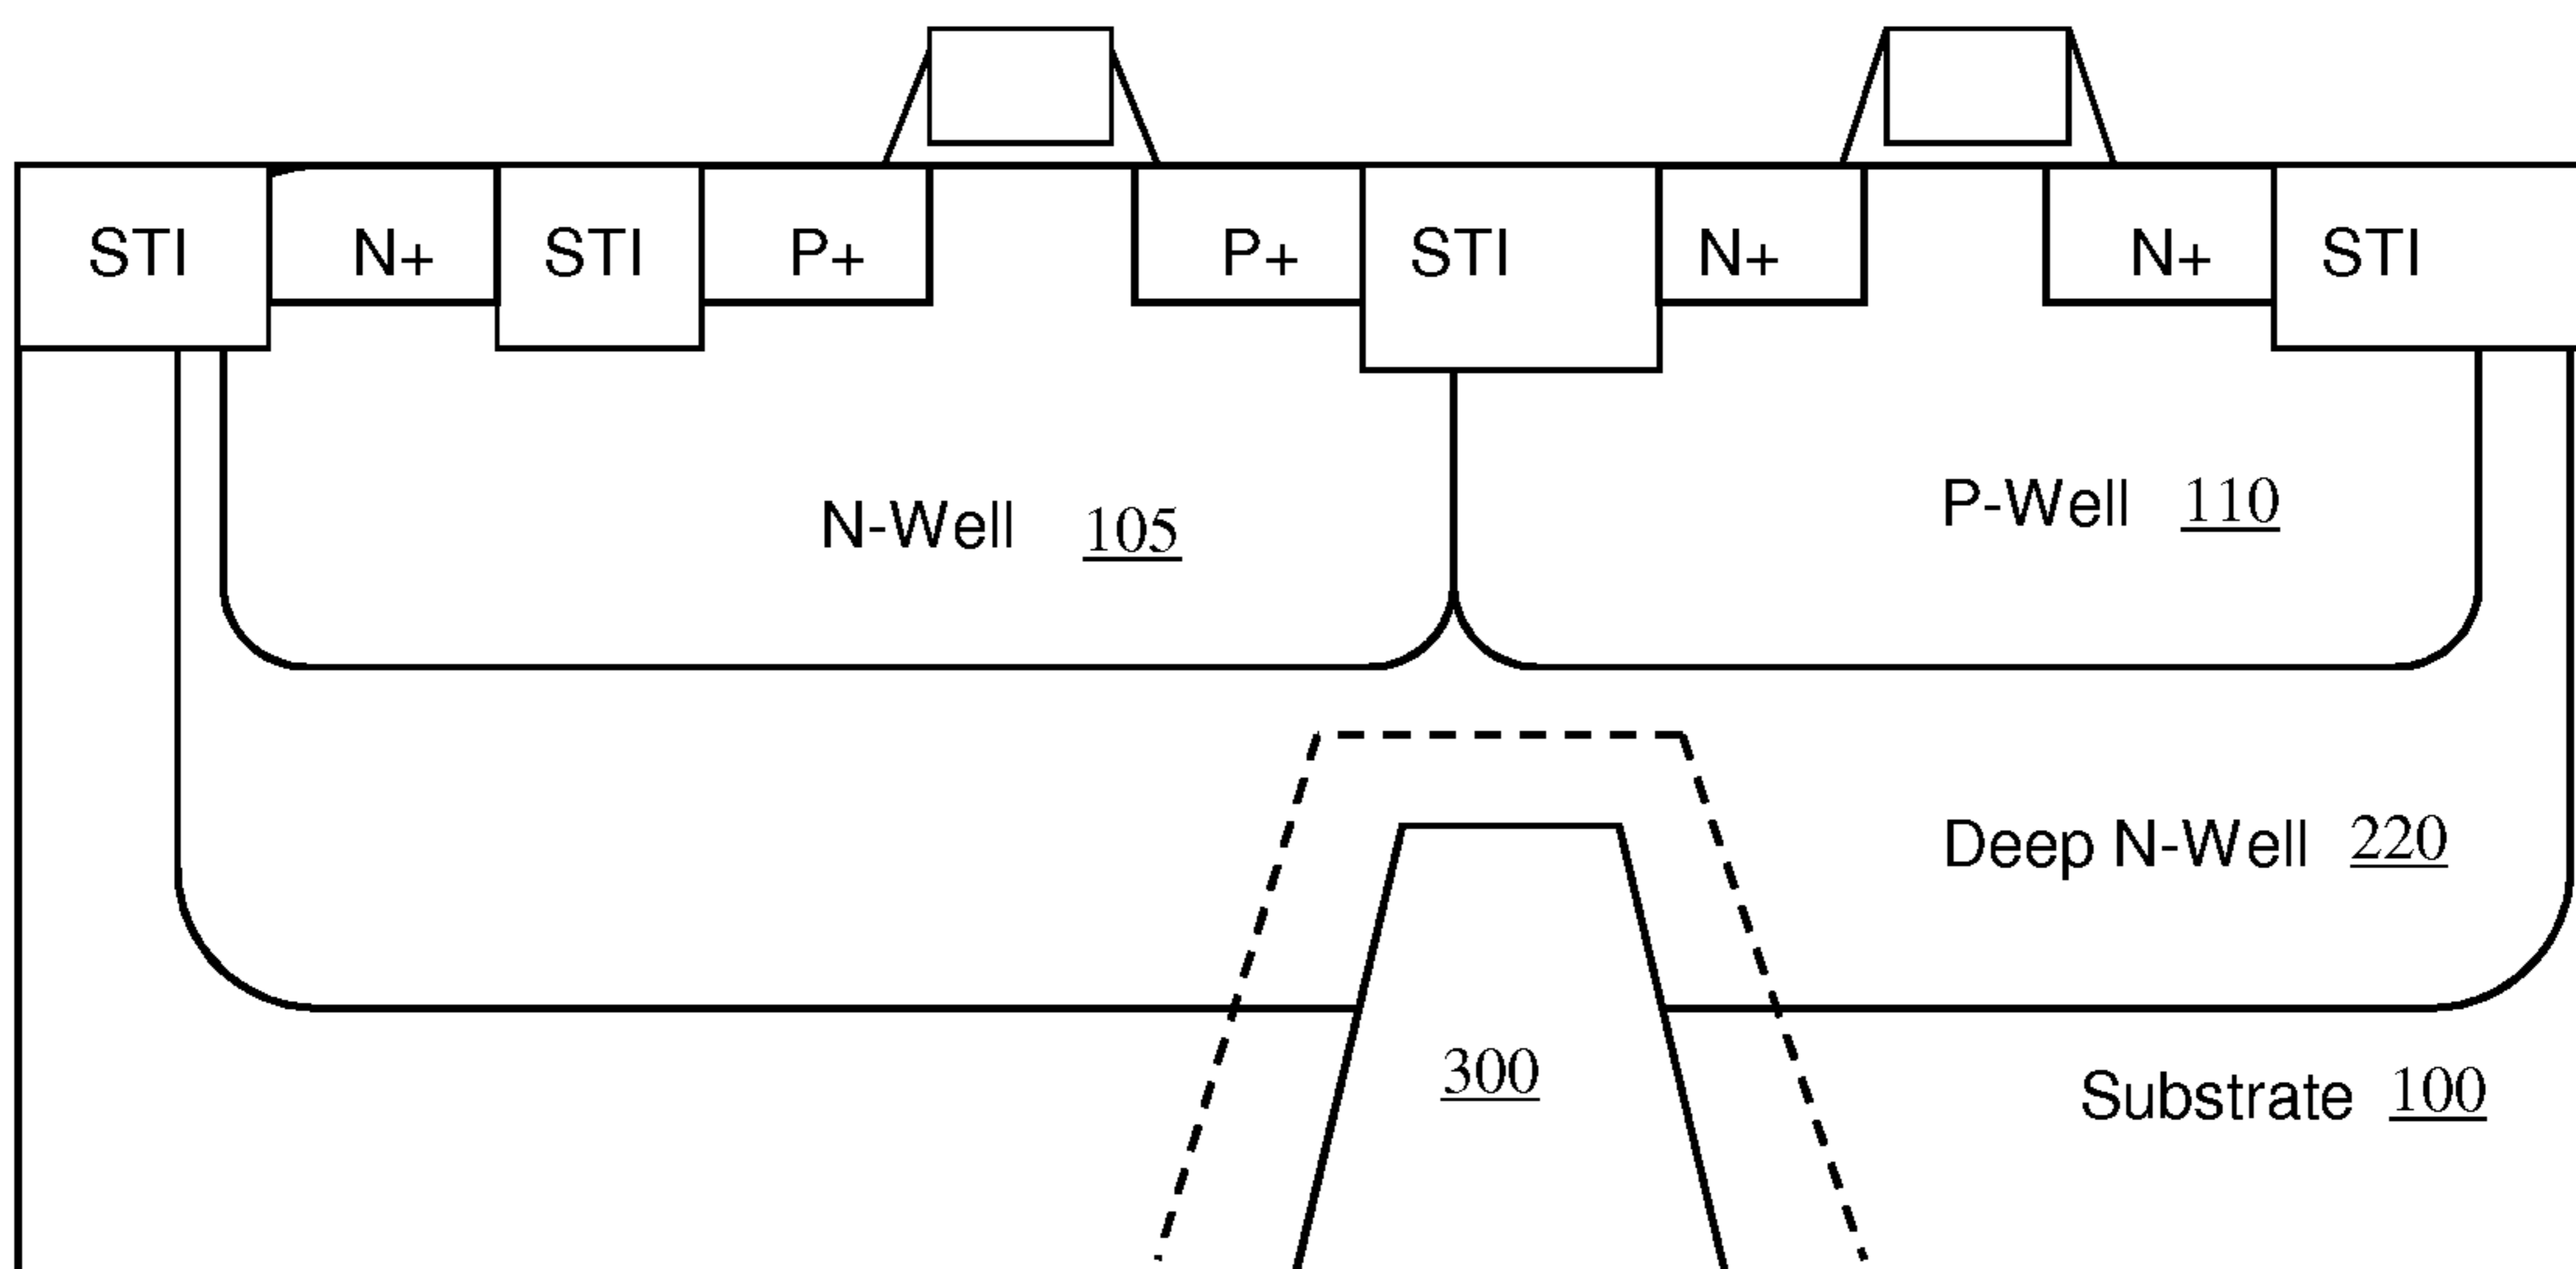 STI N+ STI P+ P+ STI N+ N+ STI
N-Well 105 P-Well 110
Deep N-Well 220
300 Substrate 100